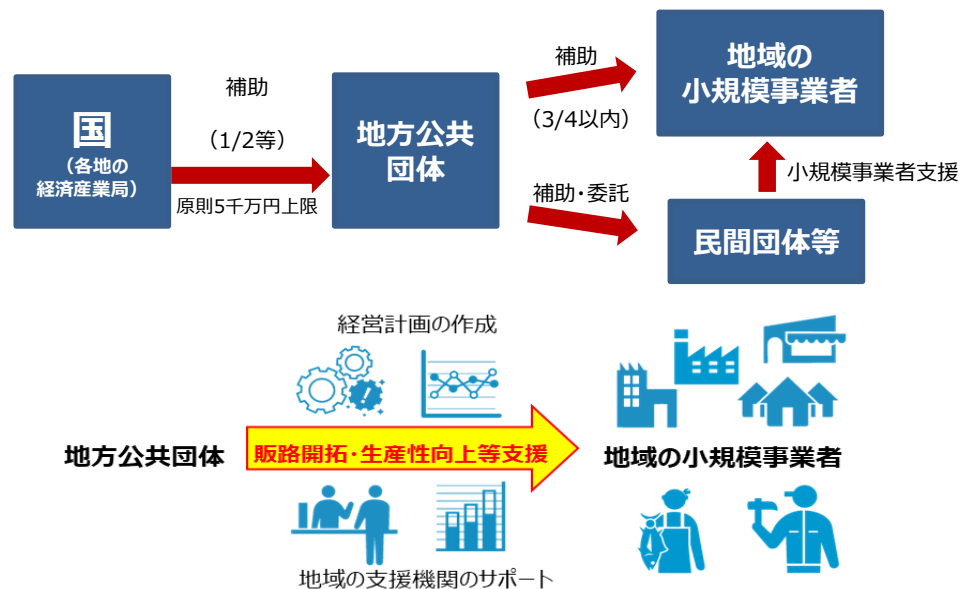 国
（各地の
経済産業局）
補助
（1/2等）
原則5千万円上限
地方公共
団体
補助
（3/4以内）
地域の
小規模事業者
補助・委託
民間団体等
小規模事業者支援
経営計画の作成
地方公共団体
販路開拓・生産性向上等支援
地域の小規模事業者
地域の支援機関のサポート